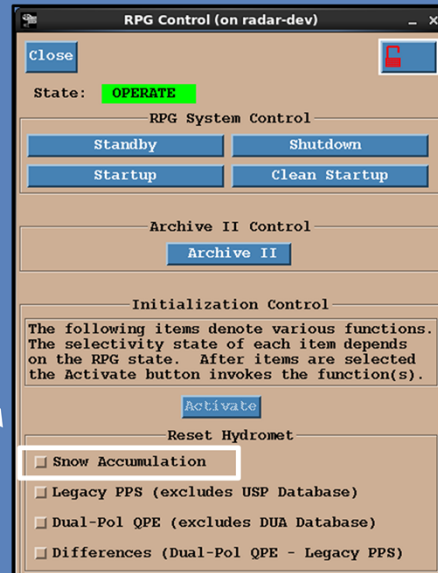 RPG Control (on radar-dev)
Close
State: OPERATE
RPG System Control
Standby Shutdown
Startup Clean Startup
Archive II Control
Archive II
Initialization Control
The following items denote various functions.
The selectivity state of each item depends
on the RPG state. After items are selected
the Activate button invokes the function(s).
Activate
Reset Hydromet
Snow Accumulation
Legacy PPS (excludes USP Database)
Dual-Pol QPE (excludes DUA Database)
Differences (Dual-Pol QPE - Legacy PPS)